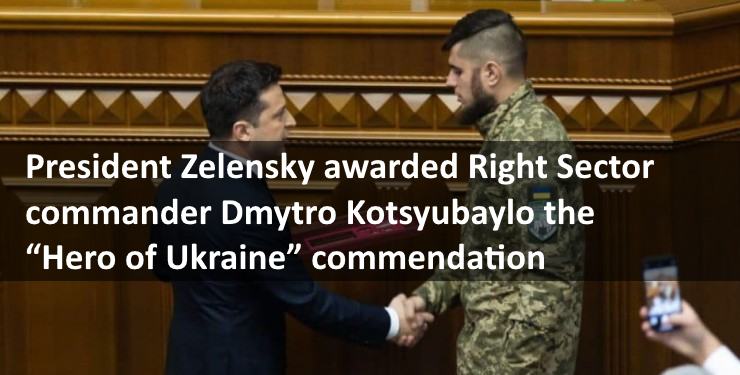 President Zelensky awarded Right Sector
commander Dmytro Kotsyubaylo the
“Hero of Ukraine” commendation